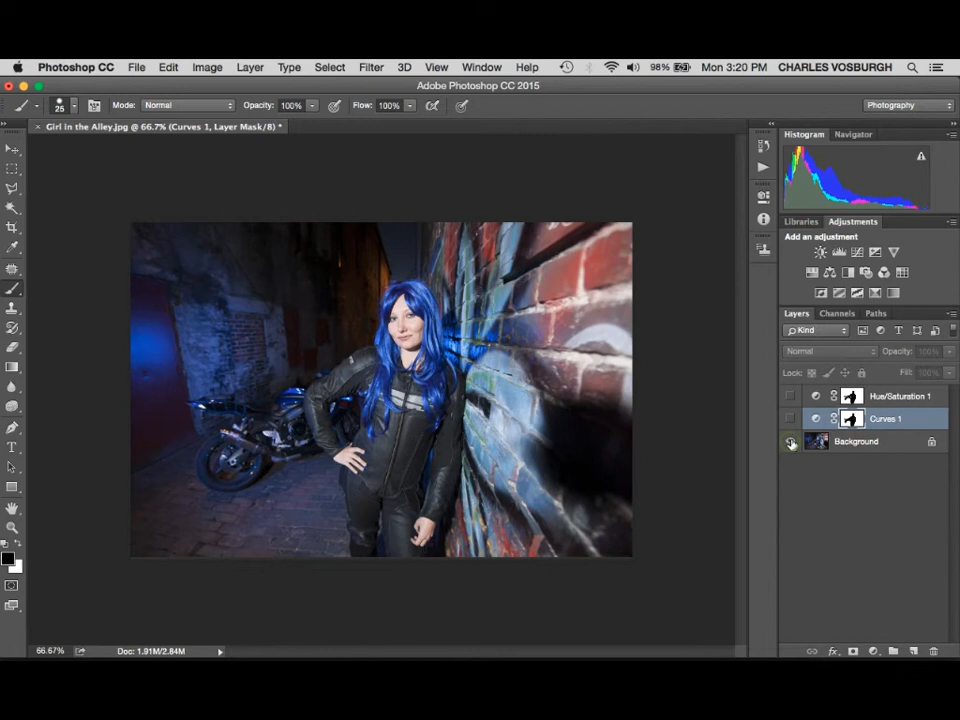 Photoshop CC File Edit Image Layer Type Select Filter 3D View Window Help 98% Mon 3:20 PM CHARLES VOSBURGH
Adobe Photoshop CC 2015
25 Mode: Normal Opacity: 100% Flow: 100% Photography
× Girl in the Alley.jpg @ 66.7% (Curves 1, Layer Mask/8) *
Histogram Navigator
Libraries Adjustments
Add an adjustment
Layers Channels Paths
Kind
Normal Opacity: 100%
Lock: Fill: 100%
Hue/Saturation 1
Curves 1
Background
66.67% Doc: 1.91M/2.84M